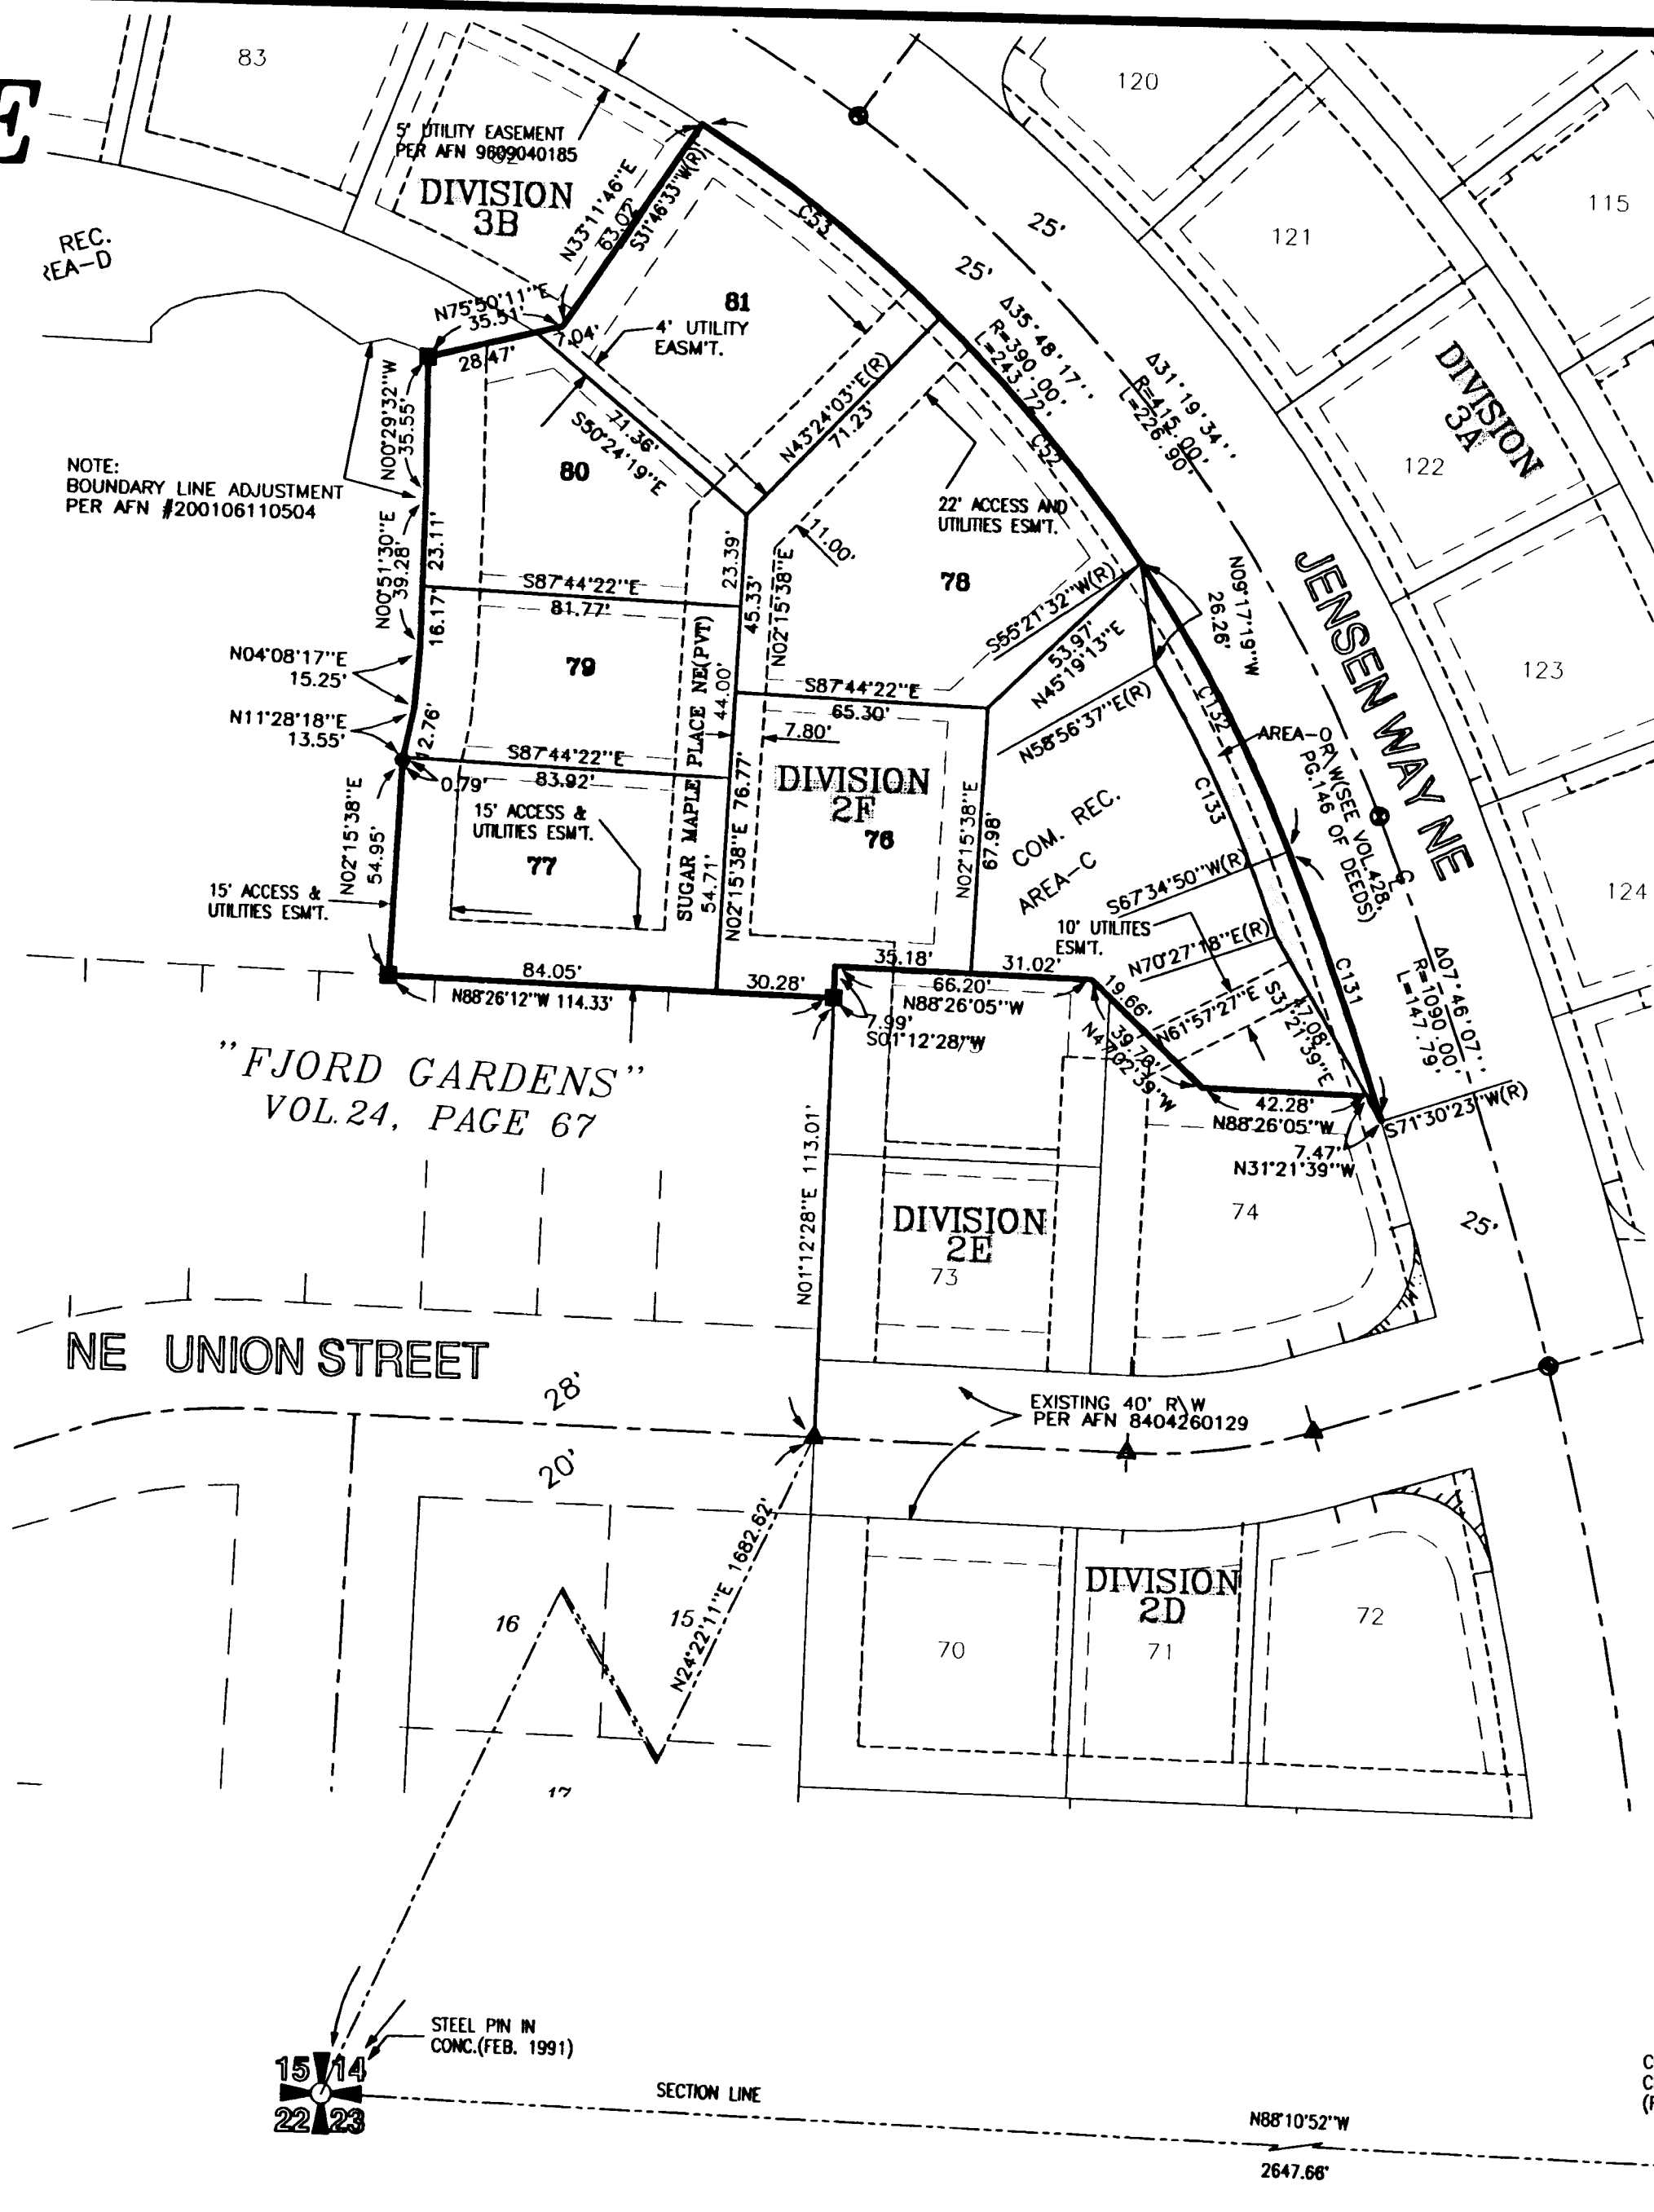 E
83
5' UTILITY EASEMENT
PER AFN 9609040185
DIVISION
3B
REC.
EA-D
N33°11'46"E
63.02'
S31°46'33"W(R)
C53
N75°50'11"E
35.51'
28.47'
7.04'
81
4' UTILITY
EASM'T.
N43°24'03"E(R)
71.23'
71.36'
S50°24'19"E
80
N00°29'32"W
35.55'
NOTE:
BOUNDARY LINE ADJUSTMENT
PER AFN #200106110504
N00°51'30"E
39.28'
23.11'
16.17'
S87°44'22"E
81.77'
23.39'
45.33'
N02°15'38"E
11.00'
22' ACCESS AND
UTILITIES ESM'T.
78
C52
Δ35°48'17''
R=390.00'
L=243.72'
Δ31°19'34''
R=415.00'
L=226.90'
25'
25'
120
121
115
DIVISION
3A
122
123
124
JENSEN WAY NE
N09°17'19"W
26.26'
S55°21'32"W(R)
53.97'
N45°19'13"E
N58°56'37"E(R)
C132
C133
AREA-O
R\W(SEE VOL.428,
PG.146 OF DEEDS)
N04°08'17"E
15.25'
N11°28'18"E
13.55'
12.76'
79
SUGAR MAPLE PLACE NE(PVT)
44.00'
S87°44'22"E
65.30'
7.80'
S87°44'22"E
83.92'
0.79'
DIVISION
2F
76
N02°15'38"E 76.77'
54.71'
N02°15'38"E
67.98'
COM. REC.
AREA-C
15' ACCESS &
UTILITIES ESM'T.
77
N02°15'38"E
54.95'
15' ACCESS &
UTILITIES ESM'T.
S67°34'50"W(R)
10' UTILITES
ESM'T.
N70°27'18"E(R)
N61°57'27"E
47.08'
S31°21'39"E
C131
Δ07°46'07''
R=1090.00'
L=147.79'
84.05'
N88°26'12"W 114.33'
30.28'
35.18'
31.02'
66.20'
N88°26'05"W
7.99'
S01°12'28"W
19.66'
39.78'
N47°02'39"W
42.28'
N88°26'05"W
7.47'
N31°21'39"W
S71°30'23"W(R)
"FJORD GARDENS"
VOL.24, PAGE 67
N01°12'28"E 113.01'
DIVISION
2E
73
74
25'
NE UNION STREET
28'
20'
EXISTING 40' R\W
PER AFN 8404260129
N24°22'11"E 1682.62'
16
15
17
DIVISION
2D
70
71
72
STEEL PIN IN
CONC.(FEB. 1991)
15 14
22 23
SECTION LINE
N88°10'52"W
2647.66'